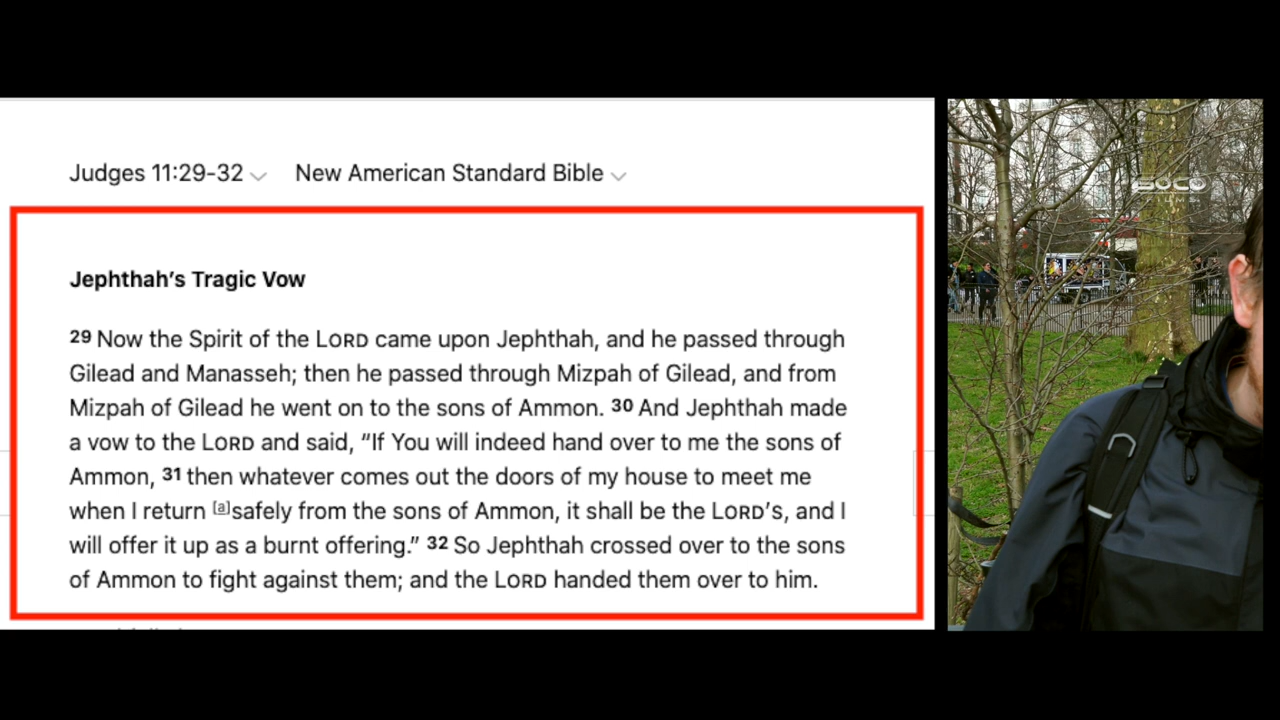 Judges 11:29-32 New American Standard Bible
Jephthah’s Tragic Vow
29 Now the Spirit of the LORD came upon Jephthah, and he passed through
Gilead and Manasseh; then he passed through Mizpah of Gilead, and from
Mizpah of Gilead he went on to the sons of Ammon. 30 And Jephthah made
a vow to the LORD and said, “If You will indeed hand over to me the sons of
Ammon, 31 then whatever comes out the doors of my house to meet me
when I return [a]safely from the sons of Ammon, it shall be the LORD’S, and I
will offer it up as a burnt offering.” 32 So Jephthah crossed over to the sons
of Ammon to fight against them; and the LORD handed them over to him.
SOCO